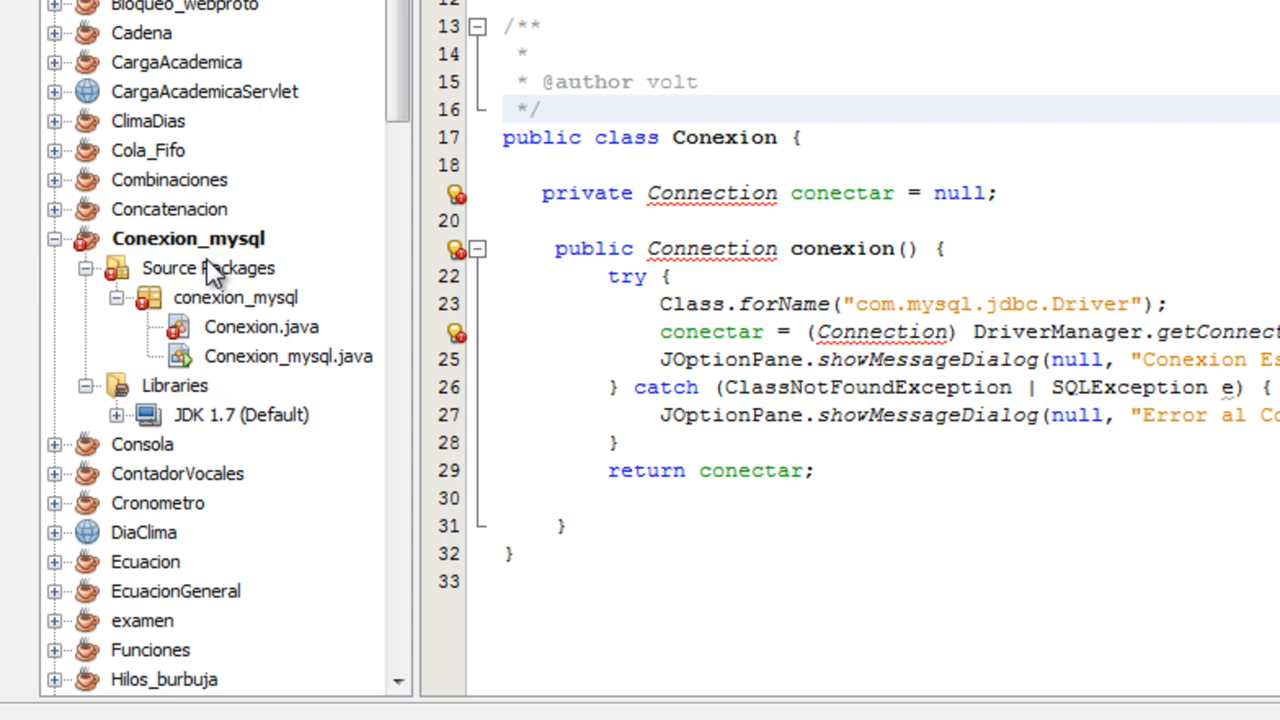 Bloqueo_webproto
Cadena
CargaAcademica
CargaAcademicaServlet
ClimaDias
Cola_Fifo
Combinaciones
Concatenacion
Conexion_mysql
Source Packages
conexion_mysql
Conexion.java
Conexion_mysql.java
Libraries
JDK 1.7 (Default)
Consola
ContadorVocales
Cronometro
DiaClima
Ecuacion
EcuacionGeneral
examen
Funciones
Hilos_burbuja
12
13 /**
14 *
15 * @author volt
16 */
17 public class Conexion {
18
private Connection conectar = null;
20
public Connection conexion() {
22 try {
23 Class.forName("com.mysql.jdbc.Driver");
conectar = (Connection) DriverManager.getConnect
25 JOptionPane.showMessageDialog(null, "Conexion Es
26 } catch (ClassNotFoundException | SQLException e) {
27 JOptionPane.showMessageDialog(null, "Error al Co
28 }
29 return conectar;
30
31 }
32 }
33